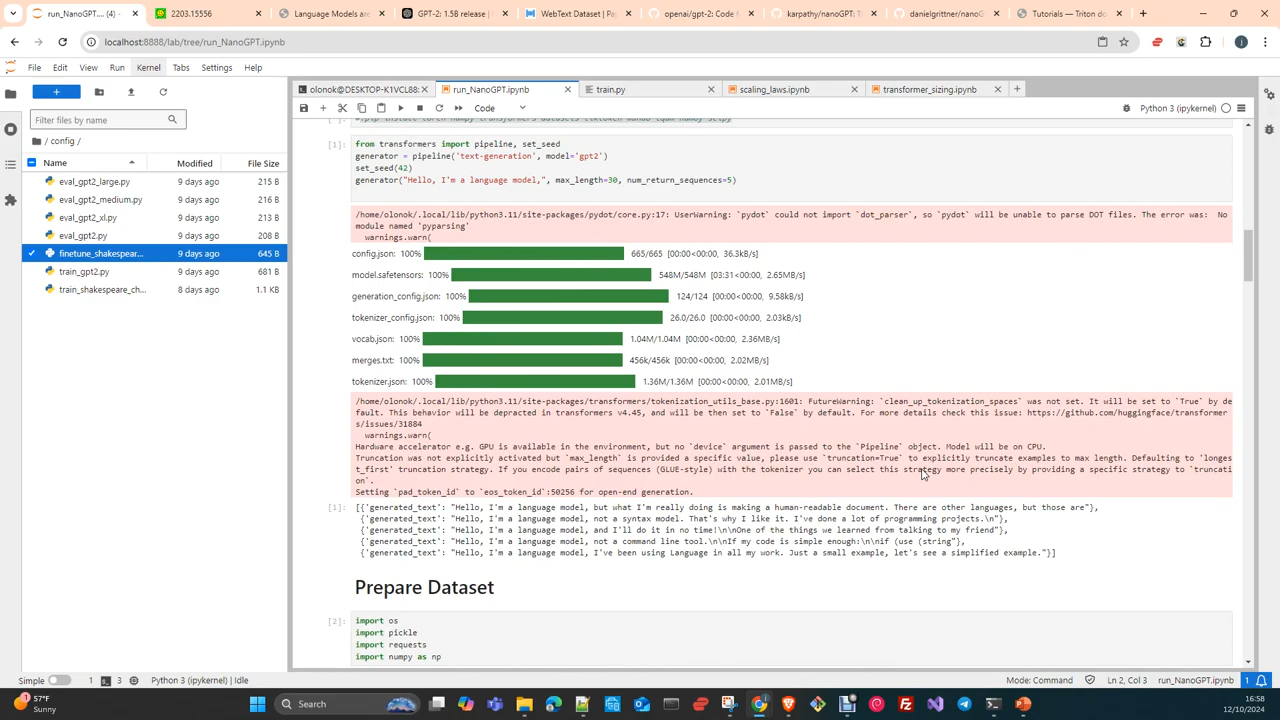 run_NanoGPT.... (4) -
2203.15556
Language Models are
GPT-2: 1.5B release |
WebText Dataset | Pap
openai/gpt-2: Code f
karpathy/nanoGPT: T
danielgrittner/nanoG
Tutorials — Triton do
localhost:8888/lab/tree/run_NanoGPT.ipynb
File Edit View Run Kernel Tabs Settings Help
olonok@DESKTOP-K1VCL88:
run_NanoGPT.ipynb
train.py
scaling_laws.ipynb
transformer_sizing.ipynb
Code
Python 3 (ipykernel)
Filter files by name
/ config /
Name Modified File Size
eval_gpt2_large.py 9 days ago 215 B
eval_gpt2_medium.py 9 days ago 216 B
eval_gpt2_xl.py 9 days ago 213 B
eval_gpt2.py 9 days ago 208 B
finetune_shakespear... 9 days ago 645 B
train_gpt2.py 9 days ago 681 B
train_shakespeare_ch... 8 days ago 1.1 KB
[1]:
from transformers import pipeline, set_seed
generator = pipeline('text-generation', model='gpt2')
set_seed(42)
generator("Hello, I'm a language model,", max_length=30, num_return_sequences=5)
/home/olonok/.local/lib/python3.11/site-packages/pydot/core.py:17: UserWarning: `pydot` could not import `dot_parser`, so `pydot` will be unable to parse DOT files. The error was:  No
module named 'pyparsing'
warnings.warn(
config.json: 100% 665/665 [00:00<00:00, 36.3kB/s]
model.safetensors: 100% 548M/548M [03:31<00:00, 2.65MB/s]
generation_config.json: 100% 124/124 [00:00<00:00, 9.58kB/s]
tokenizer_config.json: 100% 26.0/26.0 [00:00<00:00, 2.03kB/s]
vocab.json: 100% 1.04M/1.04M [00:00<00:00, 2.36MB/s]
merges.txt: 100% 456k/456k [00:00<00:00, 2.02MB/s]
tokenizer.json: 100% 1.36M/1.36M [00:00<00:00, 2.01MB/s]
/home/olonok/.local/lib/python3.11/site-packages/transformers/tokenization_utils_base.py:1601: FutureWarning: `clean_up_tokenization_spaces` was not set. It will be set to `True` by de
fault. This behavior will be depracted in transformers v4.45, and will be then set to `False` by default. For more details check this issue: https://github.com/huggingface/transformer
s/issues/31884
warnings.warn(
Hardware accelerator e.g. GPU is available in the environment, but no `device` argument is passed to the `Pipeline` object. Model will be on CPU.
Truncation was not explicitly activated but `max_length` is provided a specific value, please use `truncation=True` to explicitly truncate examples to max length. Defaulting to 'longes
t_first' truncation strategy. If you encode pairs of sequences (GLUE-style) with the tokenizer you can select this strategy more precisely by providing a specific strategy to `truncati
on`.
Setting `pad_token_id` to `eos_token_id`:50256 for open-end generation.
[1]:
[{'generated_text': "Hello, I'm a language model, but what I'm really doing is making a human-readable document. There are other languages, but those are"},
{'generated_text': "Hello, I'm a language model, not a syntax model. That's why I like it. I've done a lot of programming projects.\n"},
{'generated_text': "Hello, I'm a language model, and I'll do it in no time!\n\nOne of the things we learned from talking to my friend"},
{'generated_text': "Hello, I'm a language model, not a command line tool.\n\nIf my code is simple enough:\n\nif (use (string"},
{'generated_text': "Hello, I'm a language model, I've been using Language in all my work. Just a small example, let's see a simplified example."}]
Prepare Dataset
[2]:
import os
import pickle
import requests
import numpy as np
Simple 1 3 Python 3 (ipykernel) | Idle Mode: Command Ln 2, Col 3 run_NanoGPT.ipynb 1
57°F
Sunny
Search
16:58
12/10/2024